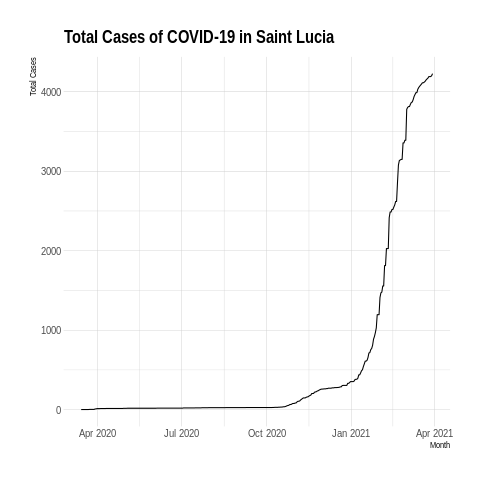 Total Cases of COVID-19 in Saint Lucia
Total Cases
4000
3000
2000
1000
0
Apr 2020 Jul 2020 Oct 2020 Jan 2021 Apr 2021
Month